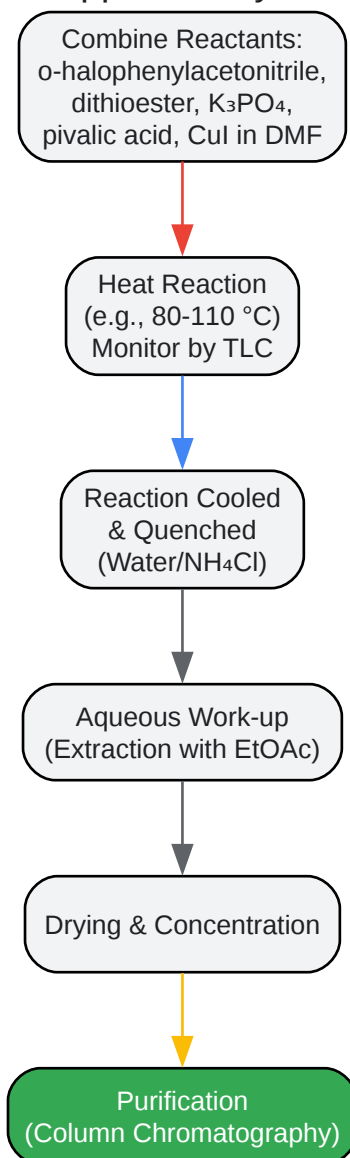 Combine Reactants:
o-halophenylacetonitrile,
dithioester, K₃PO₄,
pivalic acid, CuI in DMF
Heat Reaction
(e.g., 80-110 °C)
Monitor by TLC
Reaction Cooled
& Quenched
(Water/NH₄Cl)
Aqueous Work-up
(Extraction with EtOAc)
Drying & Concentration
Purification
(Column Chromatography)